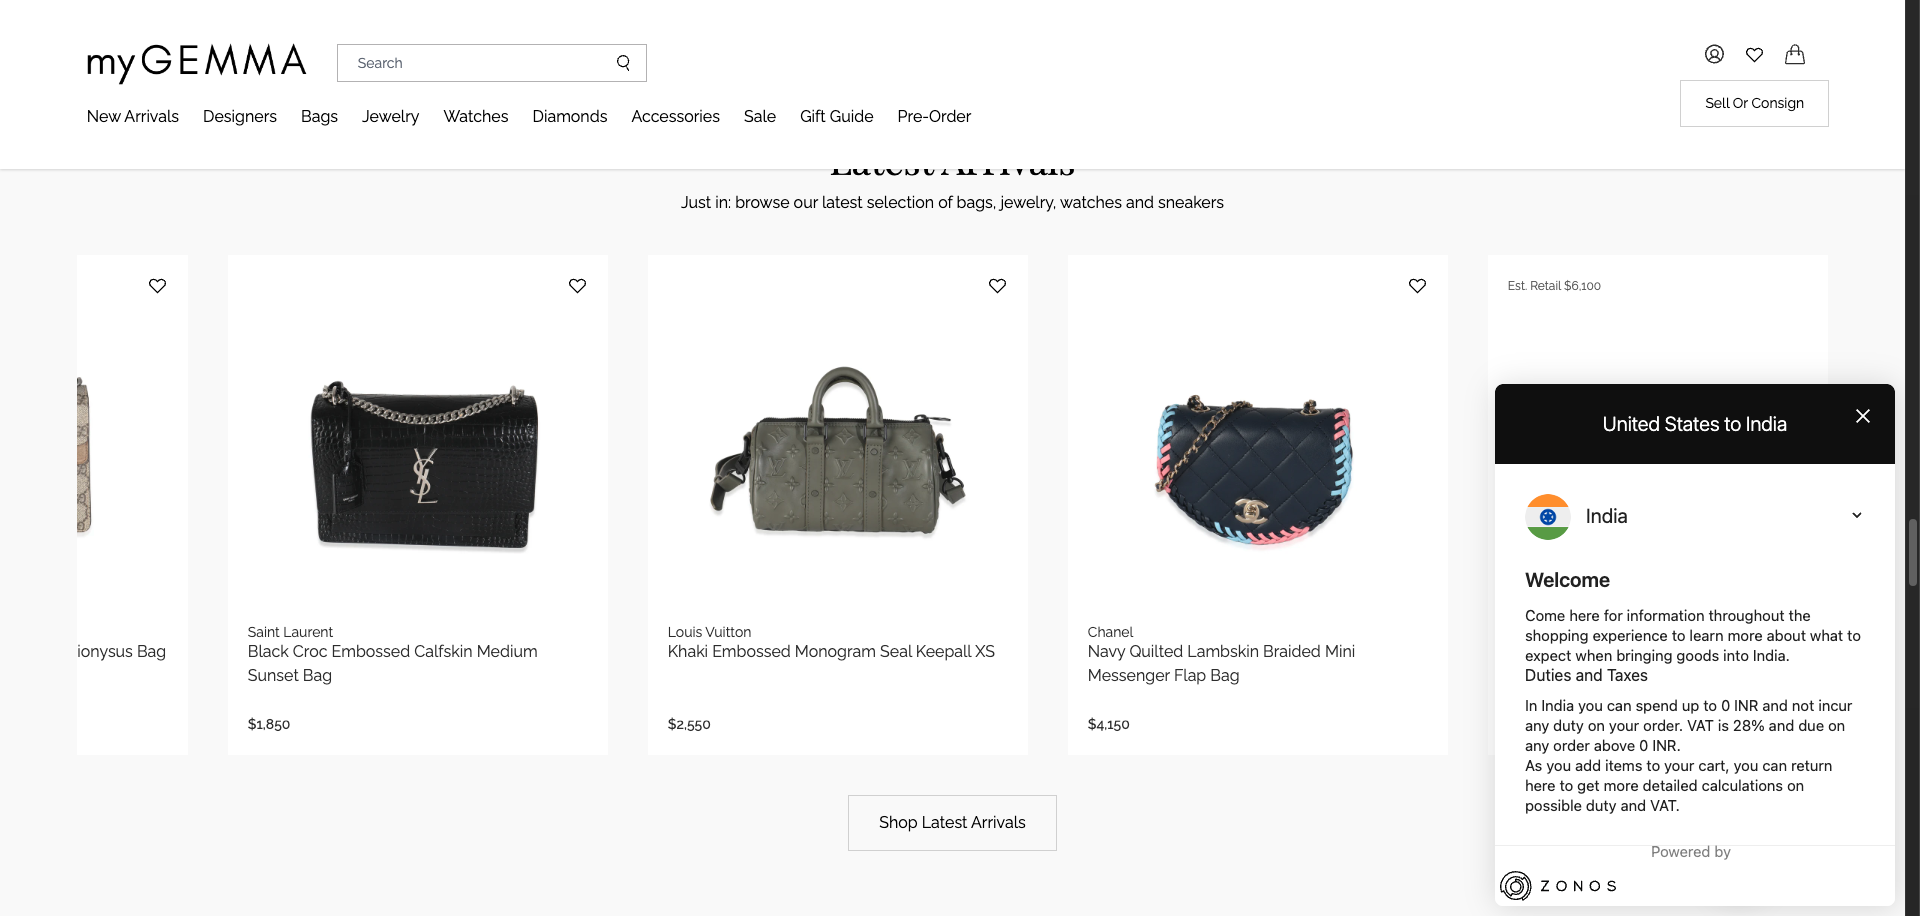 myGEMMA
Search
Sell Or Consign
New Arrivals
Designers
Bags
Jewelry
Watches
Diamonds
Accessories
Sale
Gift Guide
Pre-Order
Latest Arrivals
Just in: browse our latest selection of bags, jewelry, watches and sneakers
ionysus Bag
Saint Laurent
Black Croc Embossed Calfskin Medium
Sunset Bag
$1,850
Louis Vuitton
Khaki Embossed Monogram Seal Keepall XS
$2,550
Chanel
Navy Quilted Lambskin Braided Mini
Messenger Flap Bag
$4,150
Est. Retail $6,100
Shop Latest Arrivals
United States to India
India
Welcome
Come here for information throughout the
shopping experience to learn more about what to
expect when bringing goods into India.
Duties and Taxes
In India you can spend up to 0 INR and not incur
any duty on your order. VAT is 28% and due on
any order above 0 INR.
As you add items to your cart, you can return
here to get more detailed calculations on
possible duty and VAT.
Powered by
ZONOS